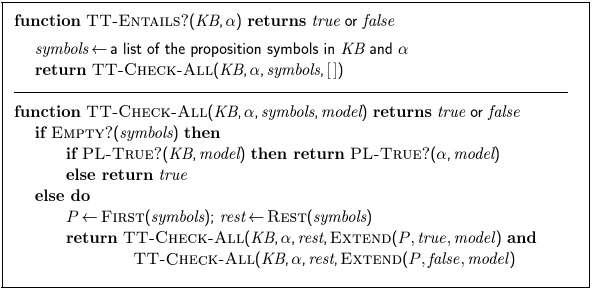 function TT-Entails?(KB, α) returns true or false
symbols ← a list of the proposition symbols in KB and α
return TT-Check-All(KB, α, symbols, [ ])
function TT-Check-All(KB, α, symbols, model) returns true or false
if Empty?(symbols) then
if PL-True?(KB, model) then return PL-True?(α, model)
else return true
else do
P ← First(symbols); rest ← Rest(symbols)
return TT-Check-All(KB, α, rest, Extend(P, true, model) and
TT-Check-All(KB, α, rest, Extend(P, false, model)